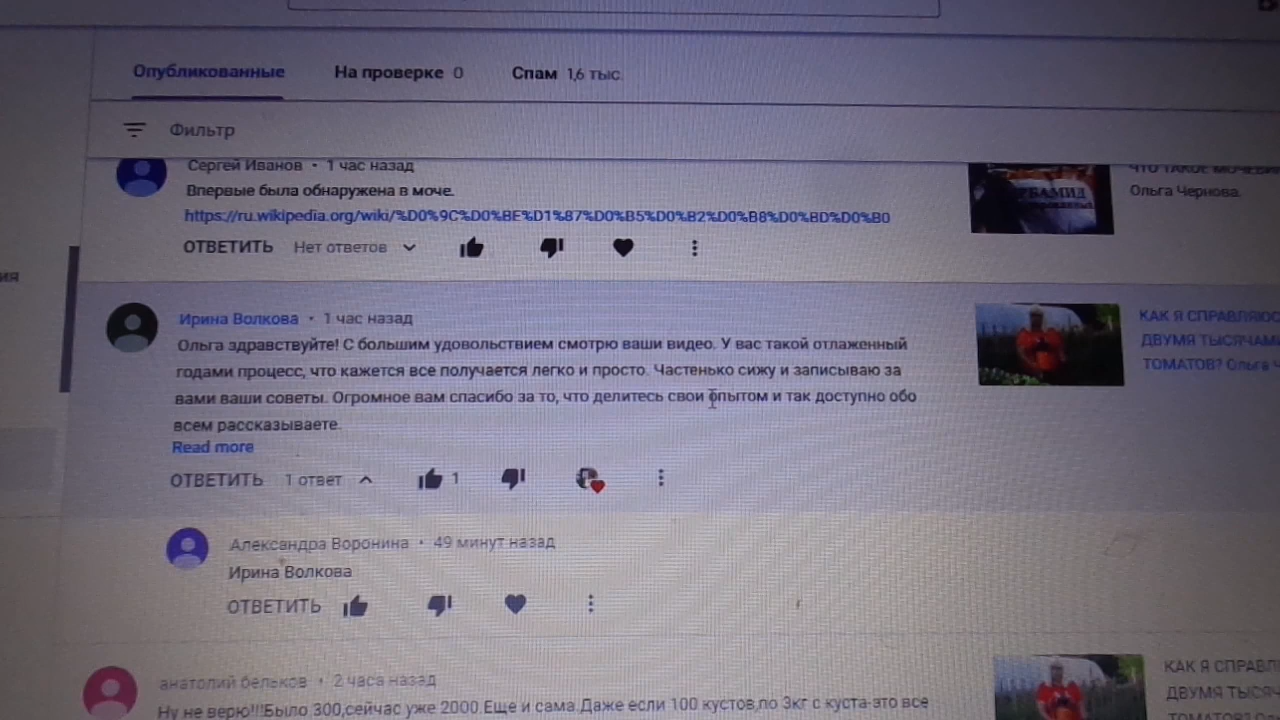 Опубликованные
На проверке 0
Спам 1,6 тыс.
Фильтр
Сергей Иванов • 1 час назад
Впервые была обнаружена в моче.
https://ru.wikipedia.org/wiki/%D0%9C%D0%BE%D1%87%D0%B5%D0%B2%D0%B8%D0%BD%D0%B0
ОТВЕТИТЬ Нет ответов
Ольга Чернова.
ия
Ирина Волкова • 1 час назад
Ольга здравствуйте! С большим удовольствием смотрю ваши видео. У вас такой отлаженный
годами процесс, что кажется все получается легко и просто. Частенько сижу и записываю за
вами ваши советы. Огромное вам спасибо за то, что делитесь свои опытом и так доступно обо
всем рассказываете.
Read more
ОТВЕТИТЬ 1 ответ 1
КАК Я СПРАВЛЯЮС
ДВУМЯ ТЫСЯЧАМИ
ТОМАТОВ? Ольга Ч
Александра Воронина • 49 минут назад
Ирина Волкова
ОТВЕТИТЬ
анатолий бельков • 2 часа назад
Ну не верю!!!Было 300,сейчас уже 2000.Еще и сама.Даже если 100 кустов,по 3кг с куста-это все
КАК Я СПРАВЛ
ДВУМЯ ТЫСЯЧ